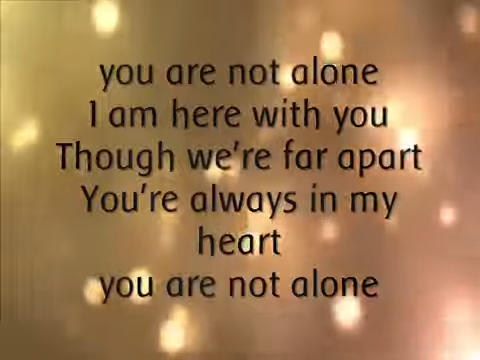 you are not alone
I am here with you
Though we're far apart
You're always in my
heart
you are not alone